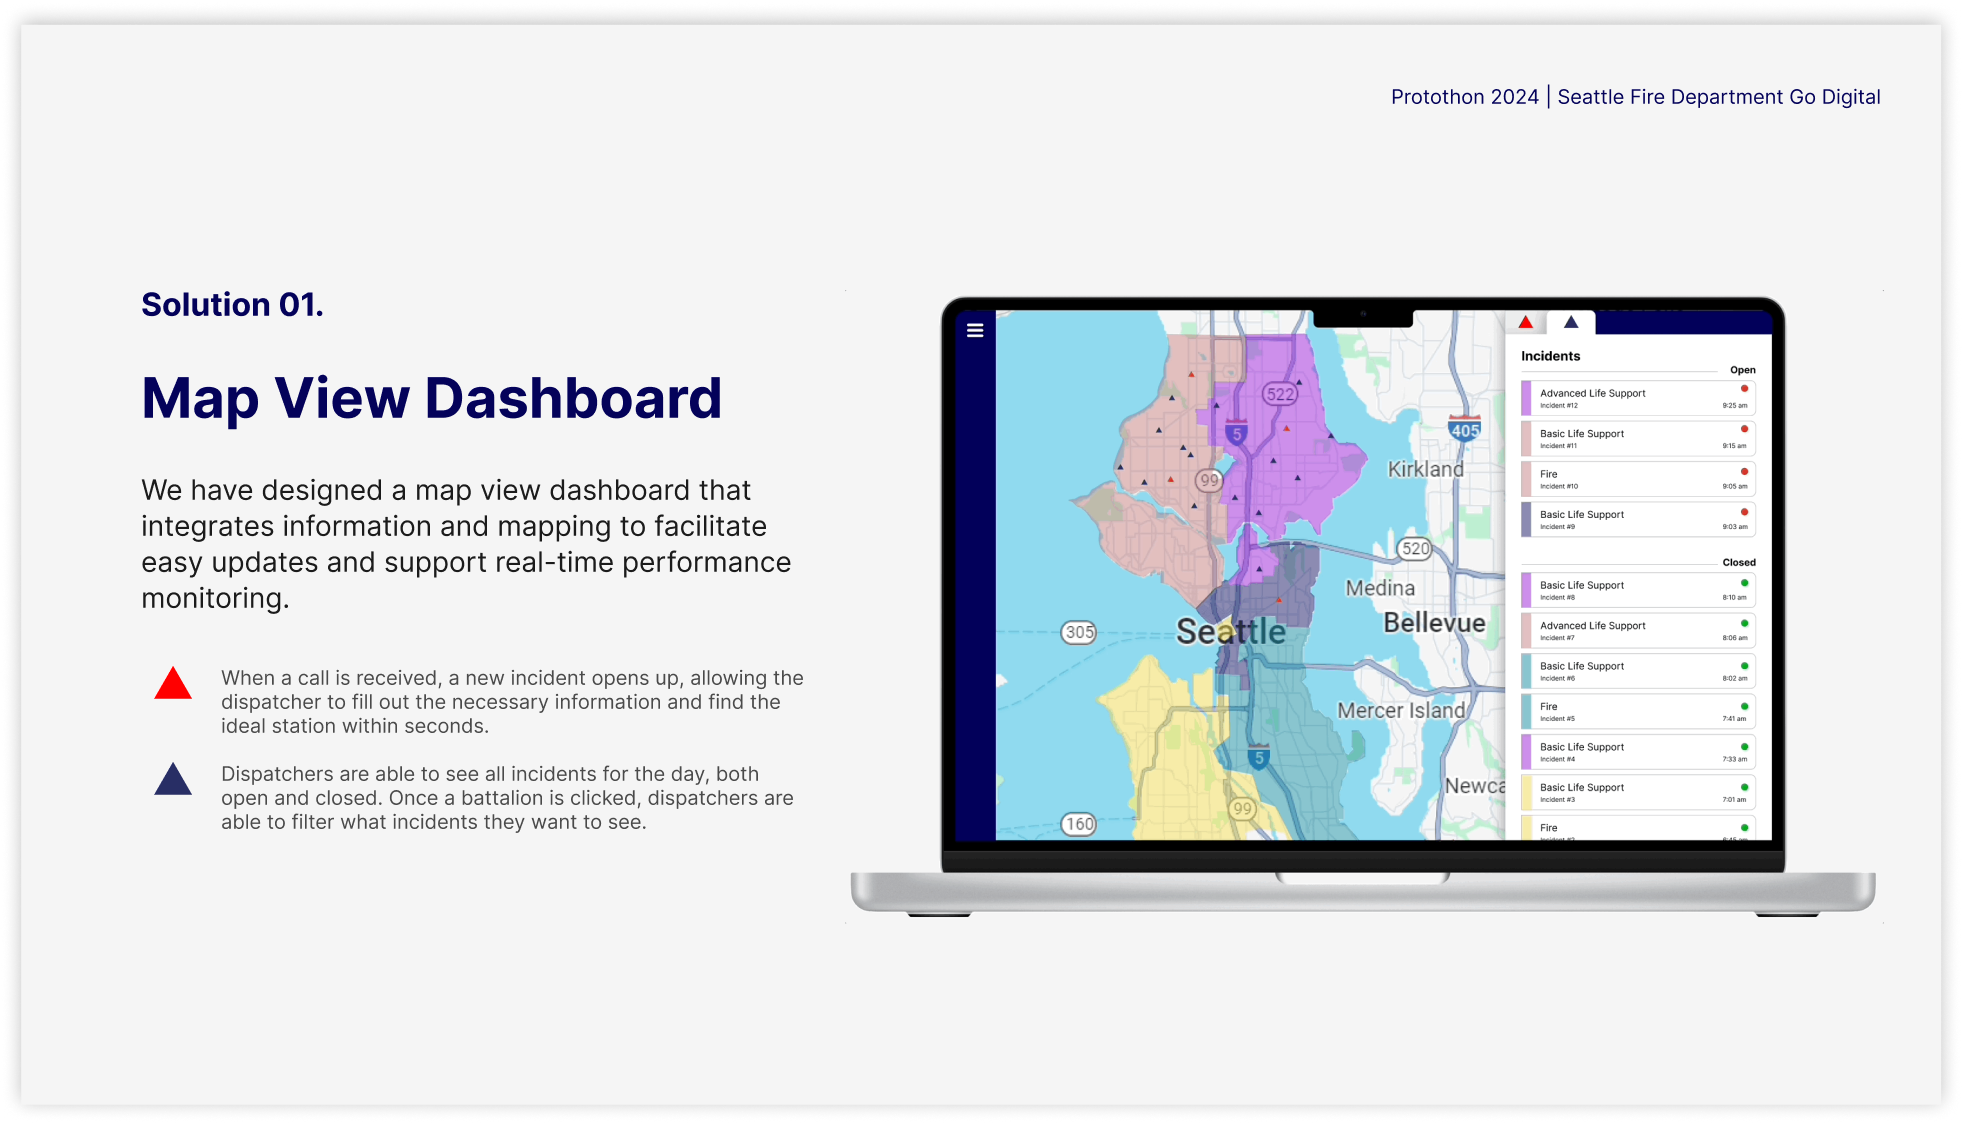 Protothon 2024 | Seattle Fire Department Go Digital
Solution 01.
Map View Dashboard
We have designed a map view dashboard that
integrates information and mapping to facilitate
easy updates and support real-time performance
monitoring.
When a call is received, a new incident opens up, allowing the
dispatcher to fill out the necessary information and find the
ideal station within seconds.
Dispatchers are able to see all incidents for the day, both
open and closed. Once a battalion is clicked, dispatchers are
able to filter what incidents they want to see.
522
5
405
Kirkland
99
520
Medina
305
Seattle
Bellevue
Mercer Island
5
Newca
99
160
Incidents
Open
Advanced Life Support
Incident #12 9:25 am
Basic Life Support
Incident #11 9:15 am
Fire
Incident #10 9:05 am
Basic Life Support
Incident #9 9:03 am
Closed
Basic Life Support
Incident #8 8:10 am
Advanced Life Support
Incident #7 8:06 am
Basic Life Support
Incident #6 8:02 am
Fire
Incident #5 7:41 am
Basic Life Support
Incident #4 7:33 am
Basic Life Support
Incident #3 7:01 am
Fire